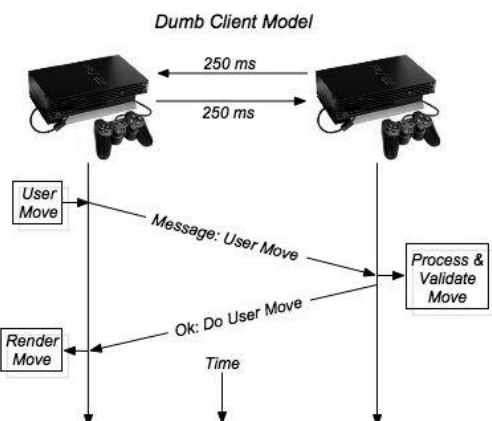 Dumb Client Model
250 ms
250 ms
User
Move
Message: User Move
Process &
Validate
Move
Ok: Do User Move
Render
Move
Time